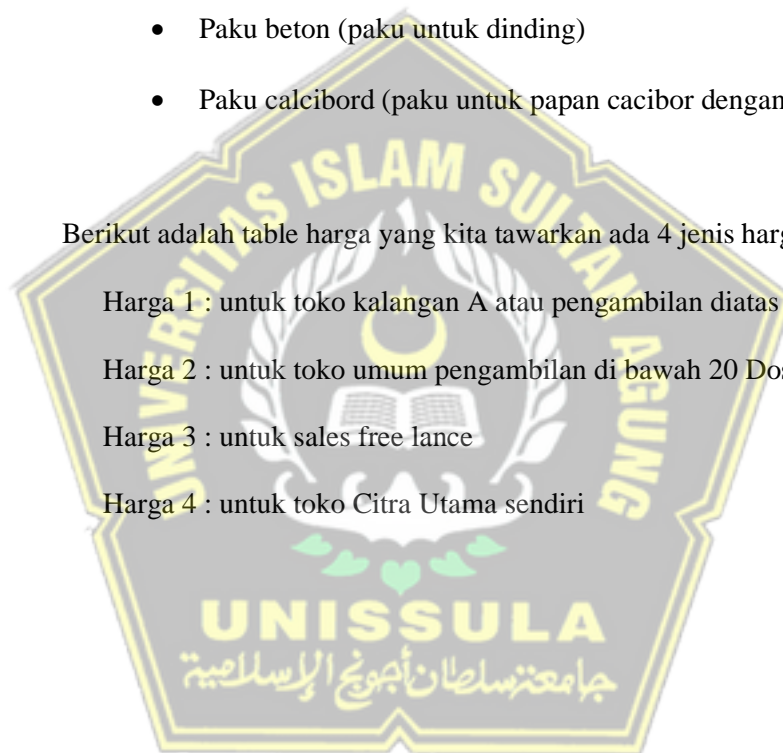 • Paku beton (paku untuk dinding)
• Paku calcibord (paku untuk papan cacibor dengan
Berikut adalah table harga yang kita tawarkan ada 4 jenis harg
Harga 1 : untuk toko kalangan A atau pengambilan diatas
Harga 2 : untuk toko umum pengambilan di bawah 20 Dos
Harga 3 : untuk sales free lance
Harga 4 : untuk toko Citra Utama sendiri
UNIVERSITAS ISLAM SULTAN AGUNG
UNISSULA
جامعتنسلطان أجونج الإسلامية